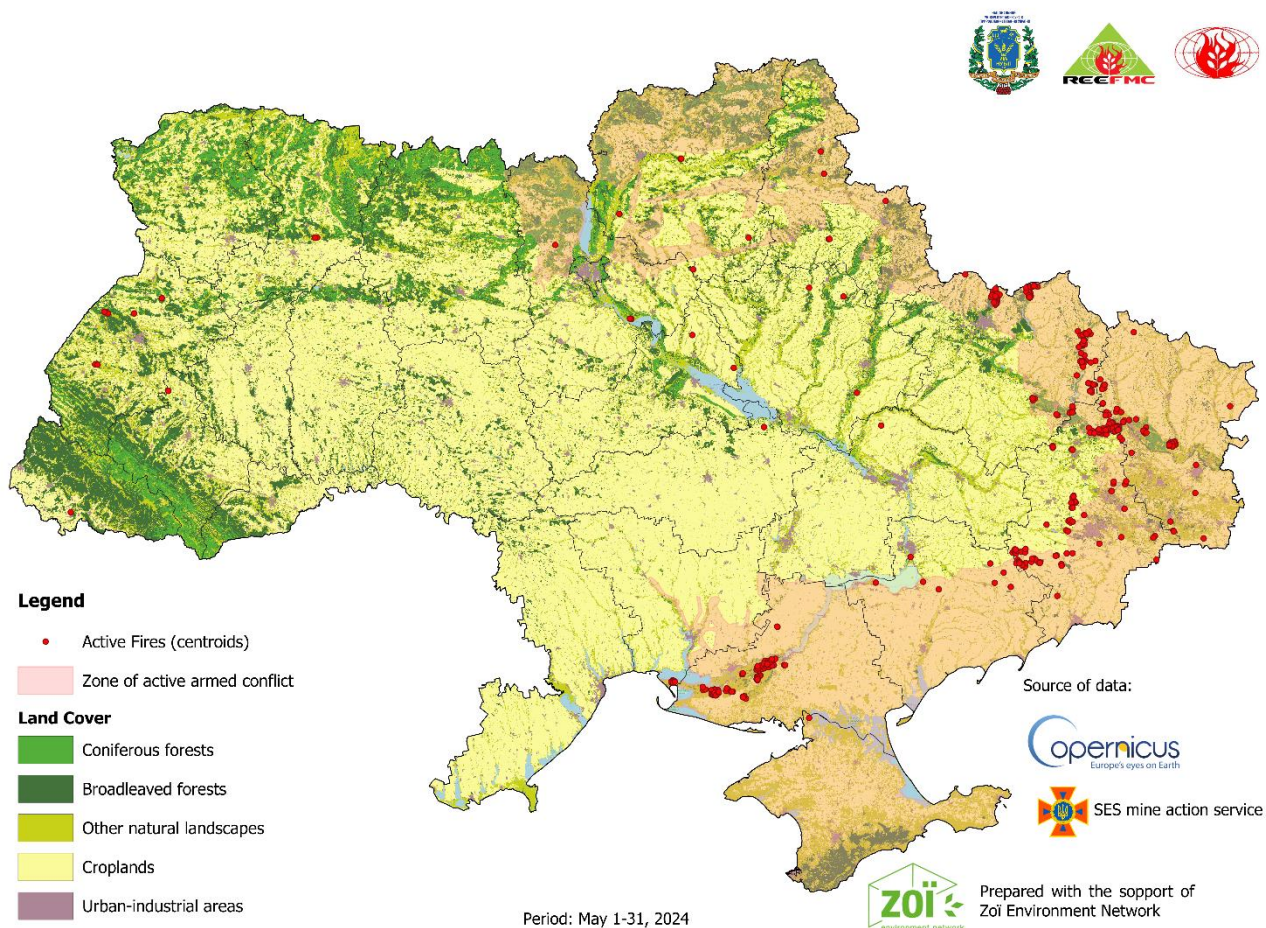 REEFMC
Legend
Active Fires (centroids)
Zone of active armed conflict
Land Cover
Coniferous forests
Broadleaved forests
Other natural landscapes
Croplands
Urban-industrial areas
Period: May 1-31, 2024
Source of data:
opernicus
Europe's eyes on Earth
SES mine action service
zoï
environment network
Prepared with the sopport of
Zoï Environment Network